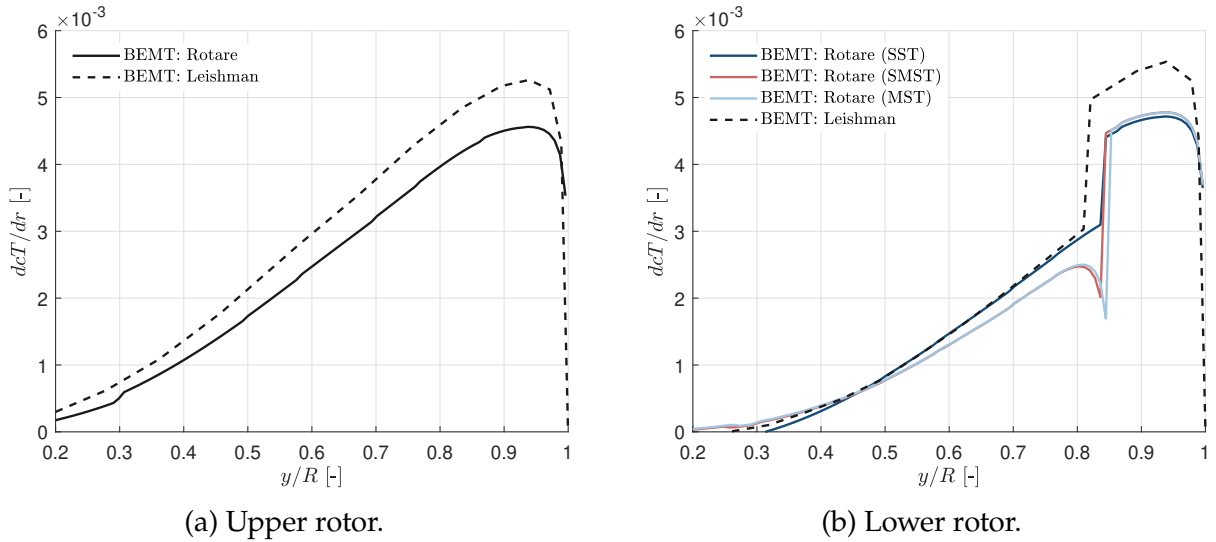 ×10⁻³
6
5
4
3
2
1
0
dcT/dr [-]
BEMT: Rotare
BEMT: Leishman
0.2 0.3 0.4 0.5 0.6 0.7 0.8 0.9 1
y/R [-]
(a) Upper rotor.
×10⁻³
6
5
4
3
2
1
0
dcT/dr [-]
BEMT: Rotare (SST)
BEMT: Rotare (SMST)
BEMT: Rotare (MST)
BEMT: Leishman
0.2 0.3 0.4 0.5 0.6 0.7 0.8 0.9 1
y/R [-]
(b) Lower rotor.